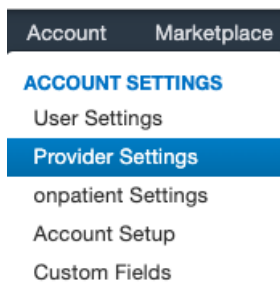 Account Marketplace
ACCOUNT SETTINGS
User Settings
Provider Settings
onpatient Settings
Account Setup
Custom Fields